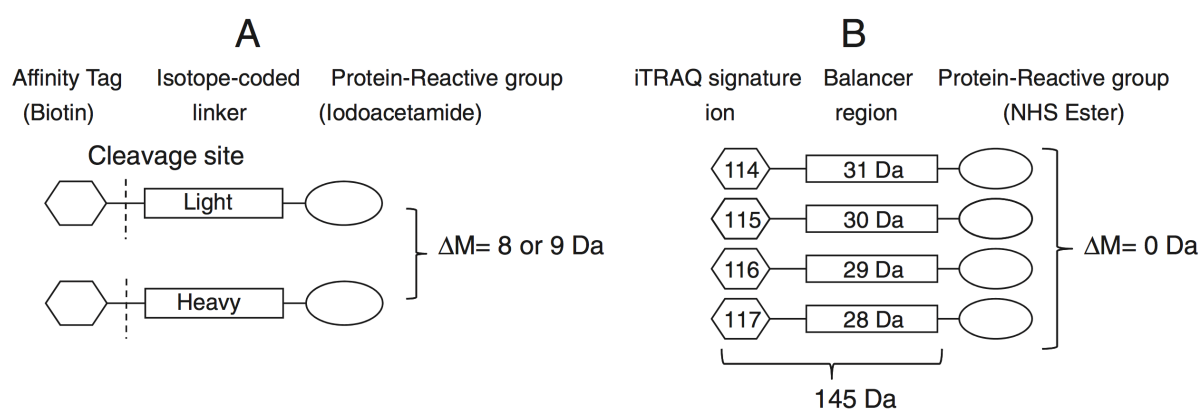 A
Affinity Tag Isotope-coded Protein-Reactive group
(Biotin) linker (Iodoacetamide)
Cleavage site
Light
ΔM= 8 or 9 Da
Heavy
B
iTRAQ signature Balancer Protein-Reactive group
ion region (NHS Ester)
114 31 Da
115 30 Da
ΔM= 0 Da
116 29 Da
117 28 Da
145 Da